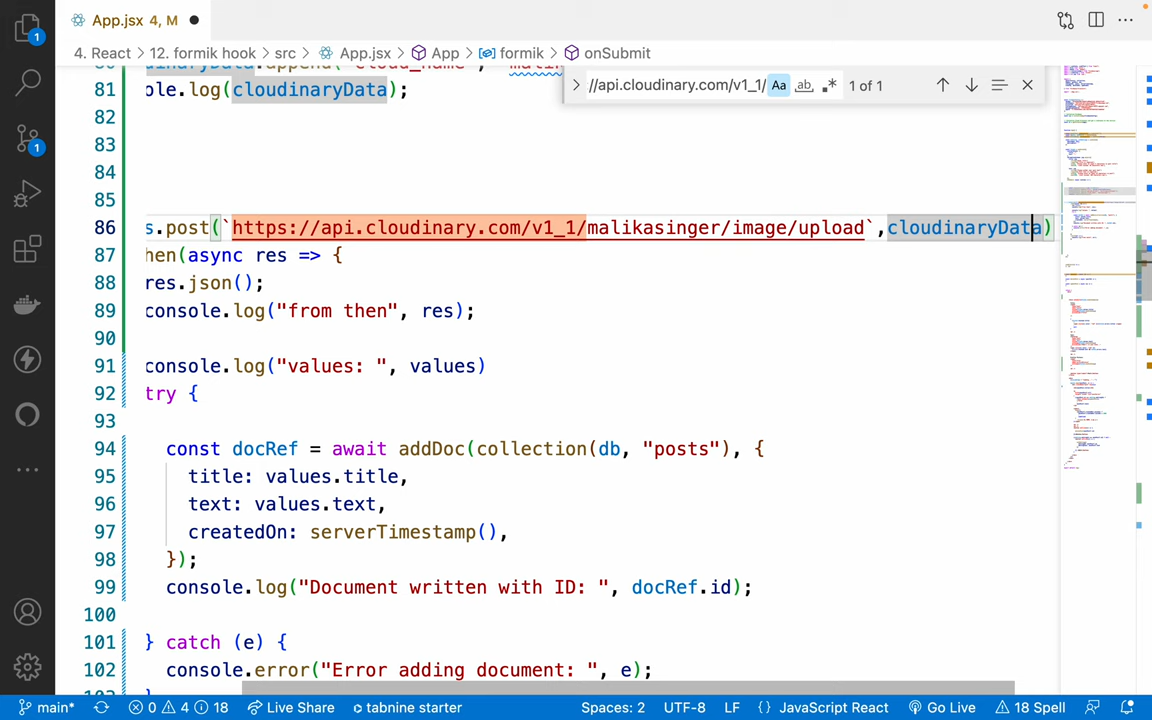 App.jsx 4, M
4. React > 12. formik hook > src > App.jsx > App > formik > onSubmit
//api.cloudinary.com/v1_1/ Aa ab 1 of 1
81 ole.log(cloudinaryData);
82
83
84
85
86 s.post(`https://api.cloudinary.com/v1_1/malikasinger/image/upload`,cloudinaryData)
87 hen(async res => {
88 res.json();
89 console.log("from then", res);
90
91 console.log("values: ", values)
92 try {
93
94 const docRef = await addDoc(collection(db, "posts"), {
95 title: values.title,
96 text: values.text,
97 createdOn: serverTimestamp(),
98 });
99 console.log("Document written with ID: ", docRef.id);
100
101 } catch (e) {
102 console.error("Error adding document: ", e);
1
1
main* 0 4 18 Live Share tabnine starter Spaces: 2 UTF-8 LF {} JavaScript React Go Live 18 Spell